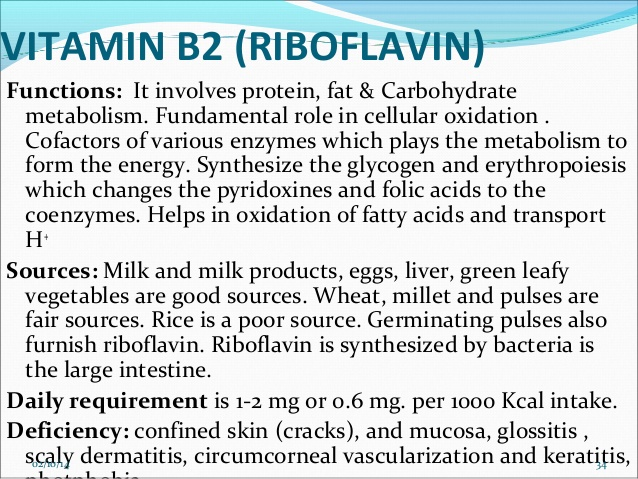 VITAMIN B2 (RIBOFLAVIN)
Functions: It involves protein, fat & Carbohydrate
metabolism. Fundamental role in cellular oxidation .
Cofactors of various enzymes which plays the metabolism to
form the energy. Synthesize the glycogen and erythropoiesis
which changes the pyridoxines and folic acids to the
coenzymes. Helps in oxidation of fatty acids and transport
H+
Sources: Milk and milk products, eggs, liver, green leafy
vegetables are good sources. Wheat, millet and pulses are
fair sources. Rice is a poor source. Germinating pulses also
furnish riboflavin. Riboflavin is synthesized by bacteria is
the large intestine.
Daily requirement is 1-2 mg or 0.6 mg. per 1000 Kcal intake.
Deficiency: confined skin (cracks), and mucosa, glossitis ,
scaly dermatitis, circumcorneal vascularization and keratitis,
34